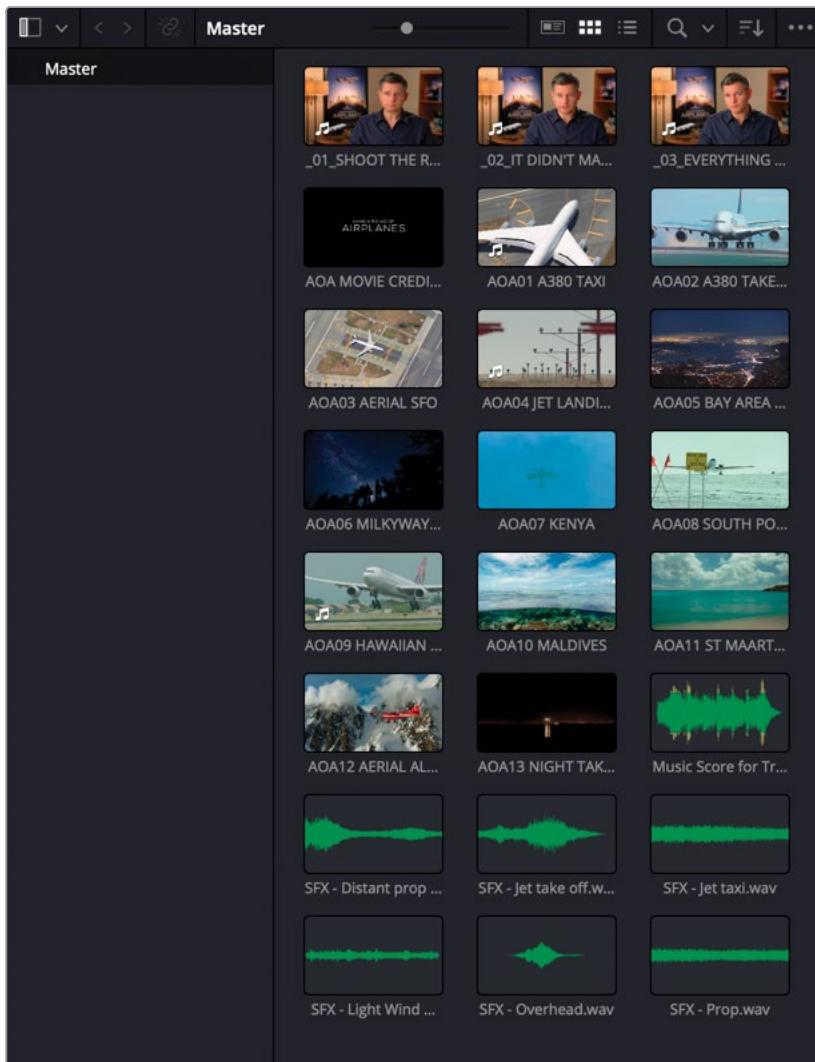 Master
Master
_01_SHOOT THE R...
_02_IT DIDN'T MA...
_03_EVERYTHING ...
AIRPLANES
AOA MOVIE CREDI...
AOA01 A380 TAXI
AOA02 A380 TAKE...
AOA03 AERIAL SFO
AOA04 JET LANDI...
AOA05 BAY AREA ...
AOA06 MILKYWAY...
AOA07 KENYA
AOA08 SOUTH PO...
AOA09 HAWAIIAN ...
AOA10 MALDIVES
AOA11 ST MAART...
AOA12 AERIAL AL...
AOA13 NIGHT TAK...
Music Score for Tr...
SFX - Distant prop ...
SFX - Jet take off.w...
SFX - Jet taxi.wav
SFX - Light Wind ...
SFX - Overhead.wav
SFX - Prop.wav